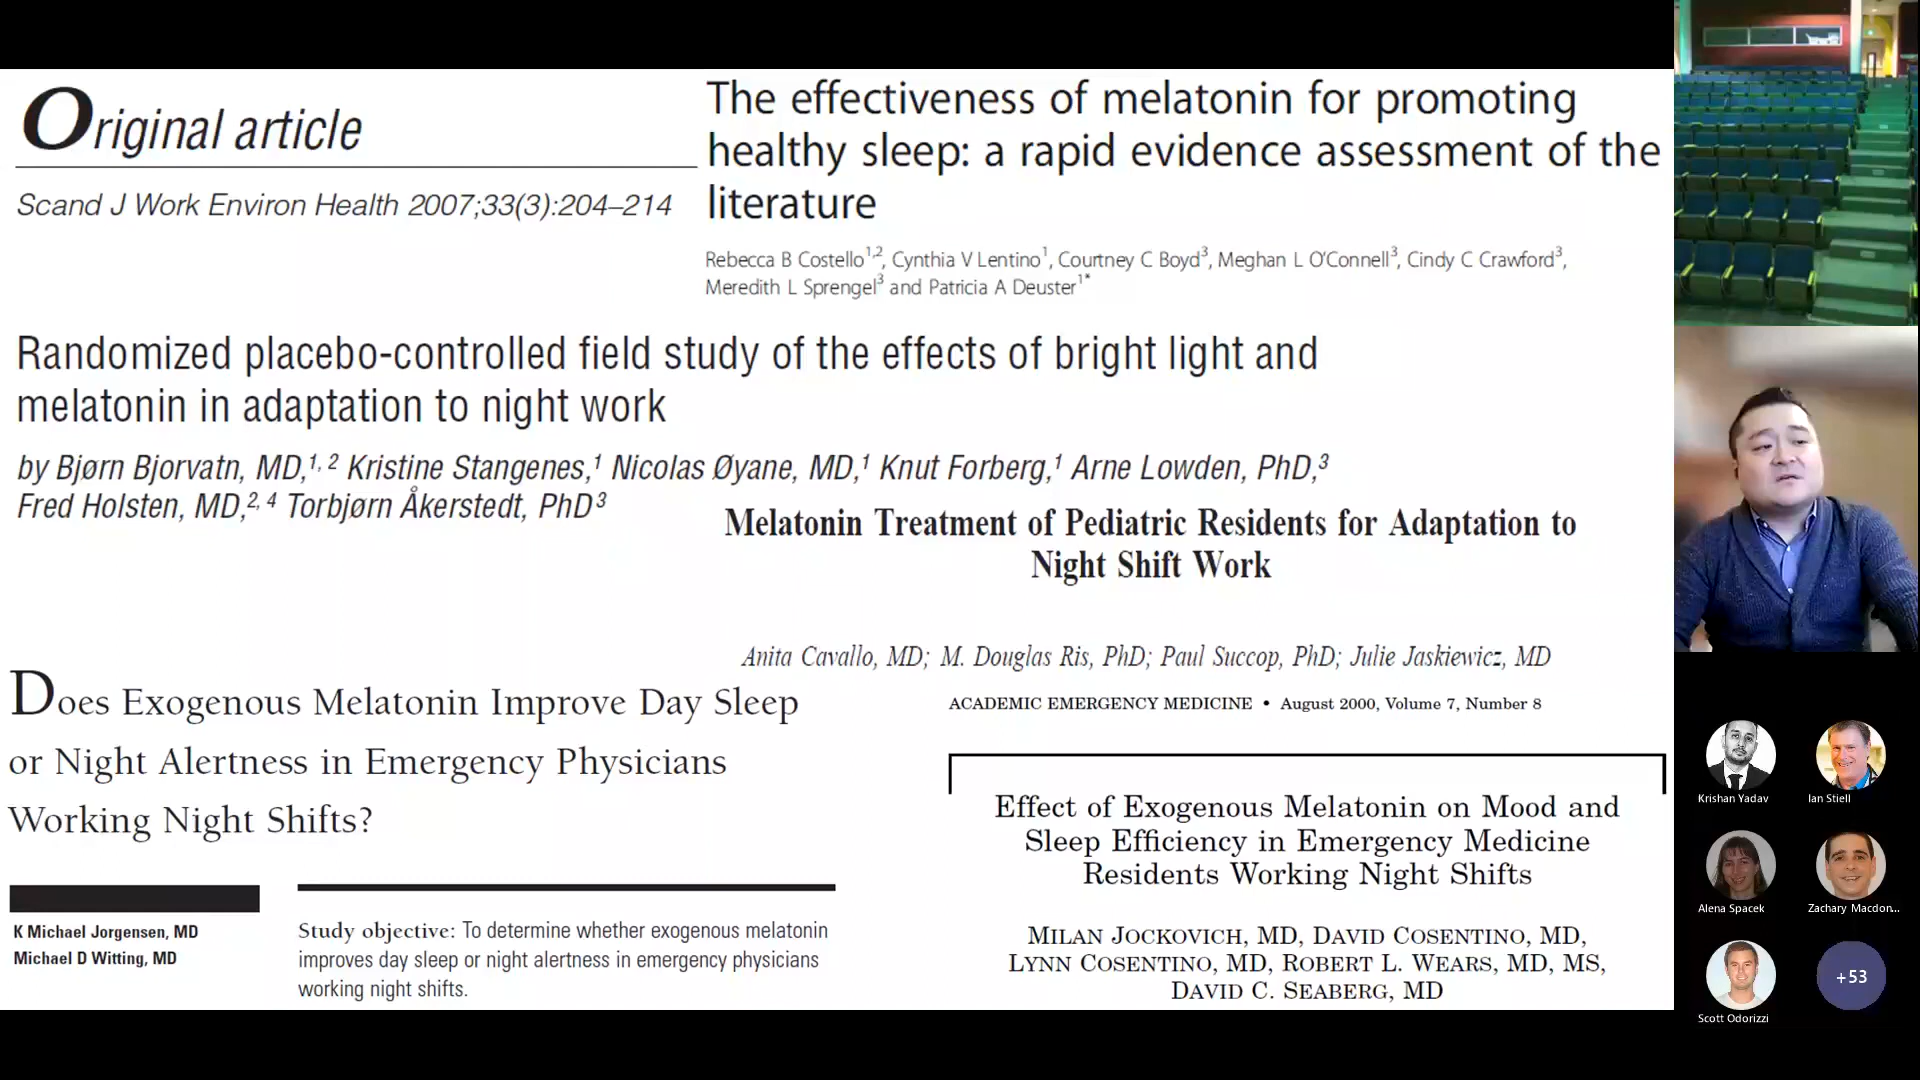 Original article
Scand J Work Environ Health 2007;33(3):204–214
The effectiveness of melatonin for promoting
healthy sleep: a rapid evidence assessment of the
literature
Rebecca B Costello1,2, Cynthia V Lentino1, Courtney C Boyd3, Meghan L O'Connell3, Cindy C Crawford3,
Meredith L Sprengel3 and Patricia A Deuster1*
Randomized placebo-controlled field study of the effects of bright light and
melatonin in adaptation to night work
by Bjørn Bjorvatn, MD,1, 2 Kristine Stangenes,1 Nicolas Øyane, MD,1 Knut Forberg,1 Arne Lowden, PhD,3
Fred Holsten, MD,2, 4 Torbjørn Åkerstedt, PhD3
Melatonin Treatment of Pediatric Residents for Adaptation to
Night Shift Work
Anita Cavallo, MD; M. Douglas Ris, PhD; Paul Succop, PhD; Julie Jaskiewicz, MD
Does Exogenous Melatonin Improve Day Sleep
or Night Alertness in Emergency Physicians
Working Night Shifts?
K Michael Jorgensen, MD
Michael D Witting, MD
Study objective: To determine whether exogenous melatonin
improves day sleep or night alertness in emergency physicians
working night shifts.
ACADEMIC EMERGENCY MEDICINE • August 2000, Volume 7, Number 8
Effect of Exogenous Melatonin on Mood and
Sleep Efficiency in Emergency Medicine
Residents Working Night Shifts
MILAN JOCKOVICH, MD, DAVID COSENTINO, MD,
LYNN COSENTINO, MD, ROBERT L. WEARS, MD, MS,
DAVID C. SEABERG, MD
Krishan Yadav
Ian Stiell
Alena Spacek
Zachary Macdon...
Scott Odorizzi
+53